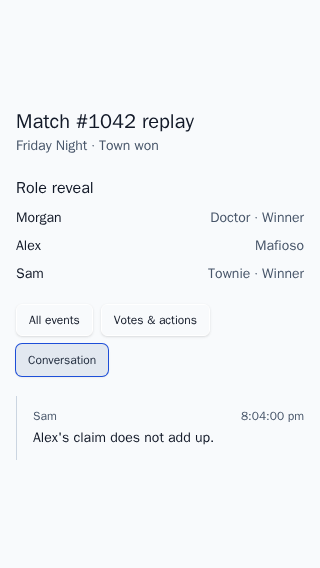 Match #1042 replay
Friday Night · Town won
Role reveal
Morgan Doctor · Winner
Alex Mafioso
Sam Townie · Winner
All events Votes & actions
Conversation
Sam 8:04:00 pm
Alex's claim does not add up.